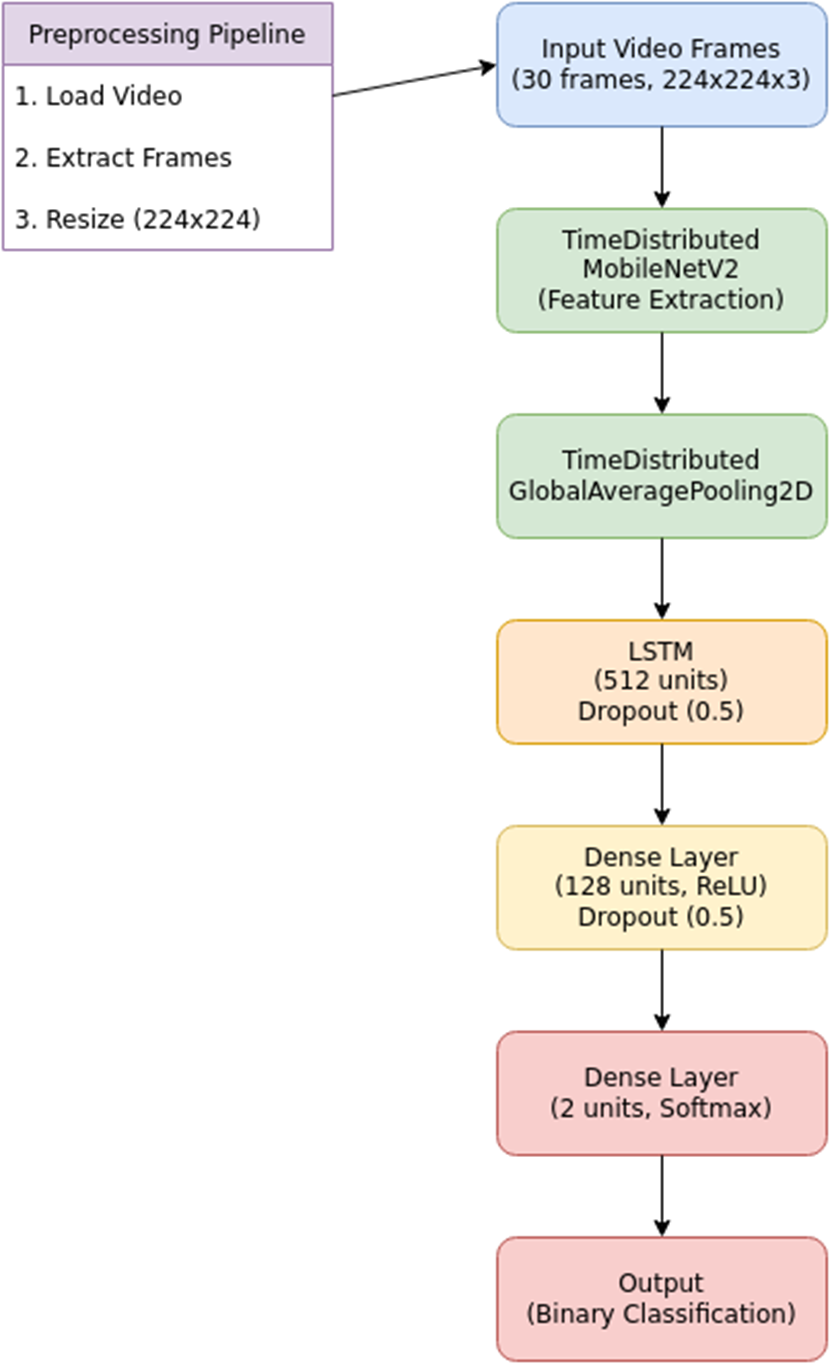 Preprocessing Pipeline
1. Load Video
2. Extract Frames
3. Resize (224x224)
Input Video Frames
(30 frames, 224x224x3)
TimeDistributed
MobileNetV2
(Feature Extraction)
TimeDistributed
GlobalAveragePooling2D
LSTM
(512 units)
Dropout (0.5)
Dense Layer
(128 units, ReLU)
Dropout (0.5)
Dense Layer
(2 units, Softmax)
Output
(Binary Classification)